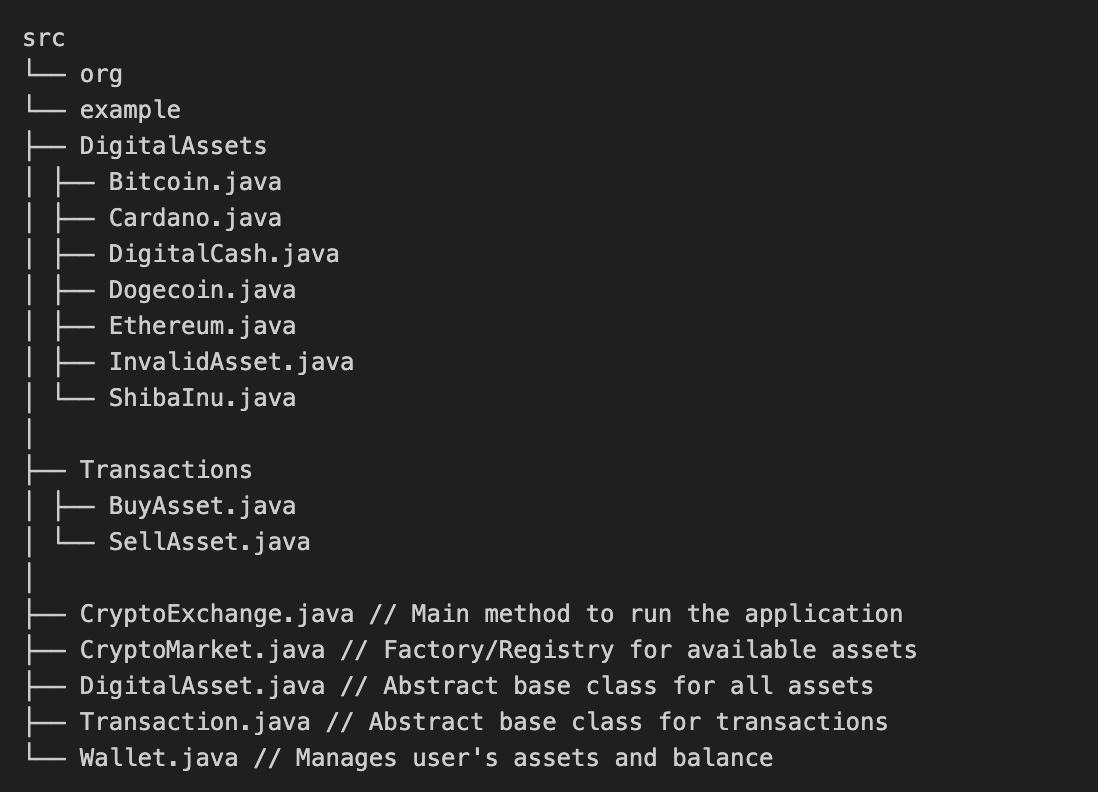 src
└── org
└── example
├── DigitalAssets
│ ├── Bitcoin.java
│ ├── Cardano.java
│ ├── DigitalCash.java
│ ├── Dogecoin.java
│ ├── Ethereum.java
│ ├── InvalidAsset.java
│ └── ShibaInu.java
│
├── Transactions
│ ├── BuyAsset.java
│ └── SellAsset.java
│
├── CryptoExchange.java // Main method to run the application
├── CryptoMarket.java // Factory/Registry for available assets
├── DigitalAsset.java // Abstract base class for all assets
├── Transaction.java // Abstract base class for transactions
└── Wallet.java // Manages user's assets and balance